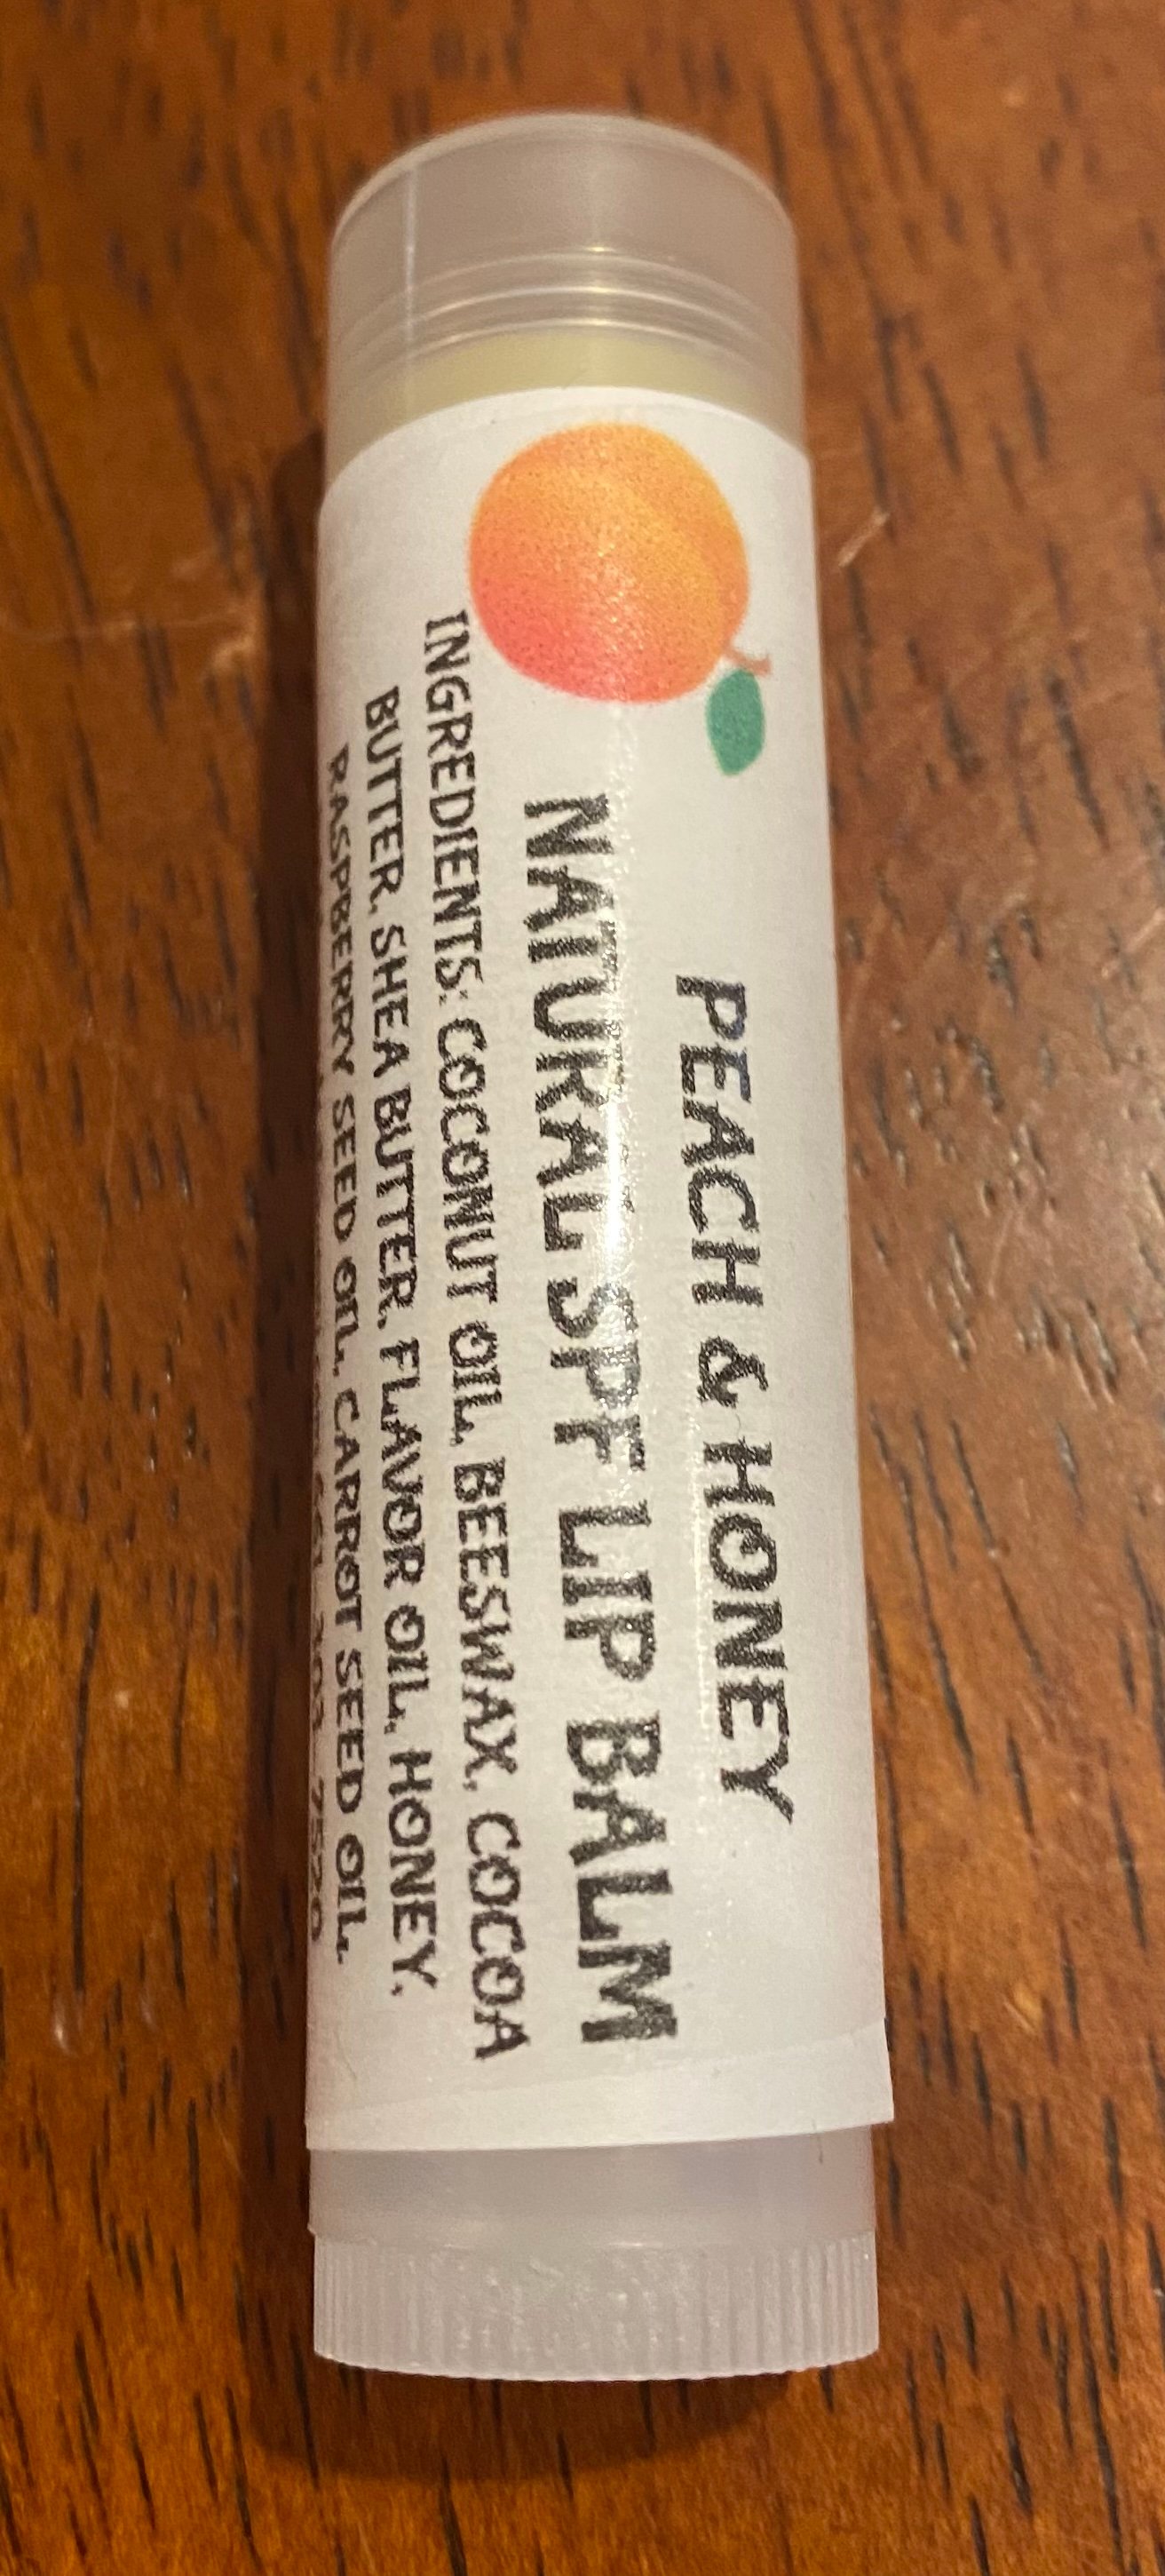 PEACH & HONEY
NATURAL SPF LIP BALM
INGREDIENTS: COCONUT OIL, BEESWAX, COCOA
BUTTER, SHEA BUTTER, FLAVOR OIL, HONEY,
RASPBERRY SEED OIL, CARROT SEED OIL,